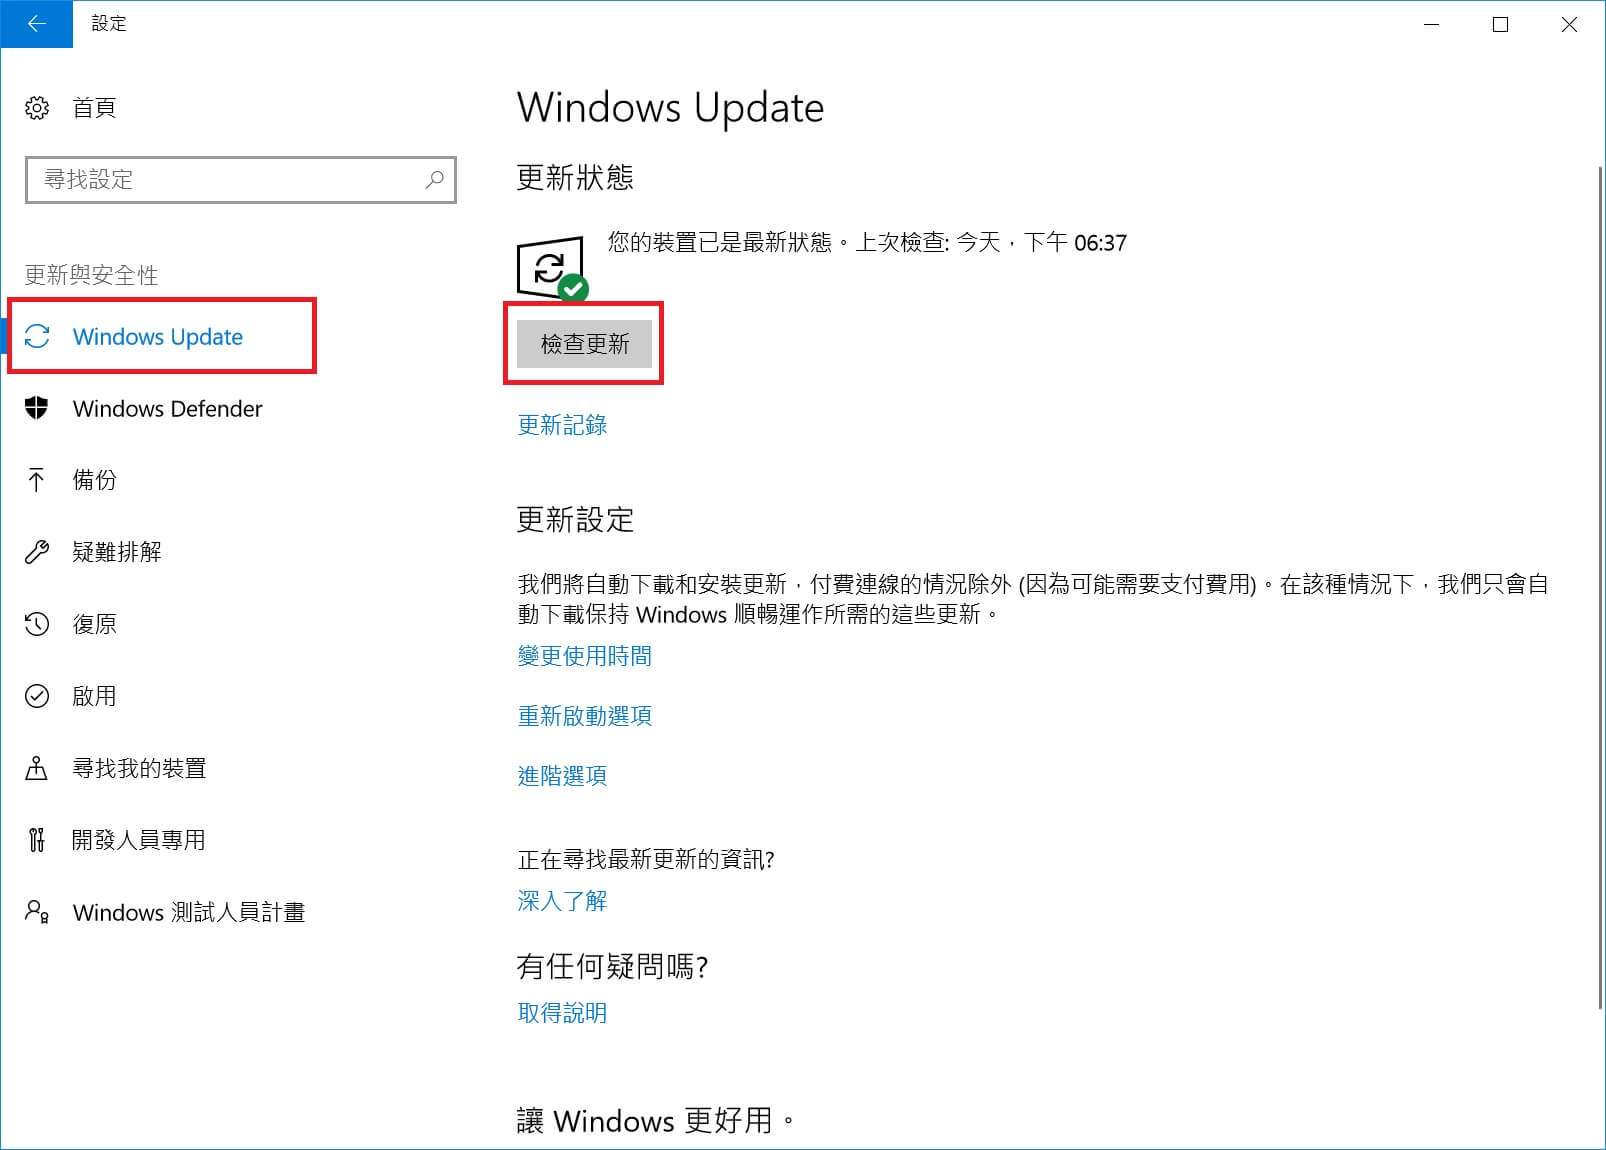 設定
首頁
尋找設定
更新與安全性
Windows Update
Windows Defender
備份
疑難排解
復原
啟用
尋找我的裝置
開發人員專用
Windows 測試人員計畫
Windows Update
更新狀態
您的裝置已是最新狀態。上次檢查: 今天，下午 06:37
檢查更新
更新記錄
更新設定
我們將自動下載和安裝更新，付費連線的情況除外 (因為可能需要支付費用)。在該種情況下，我們只會自
動下載保持 Windows 順暢運作所需的這些更新。
變更使用時間
重新啟動選項
進階選項
正在尋找最新更新的資訊?
深入了解
有任何疑問嗎?
取得說明
讓 Windows 更好用。